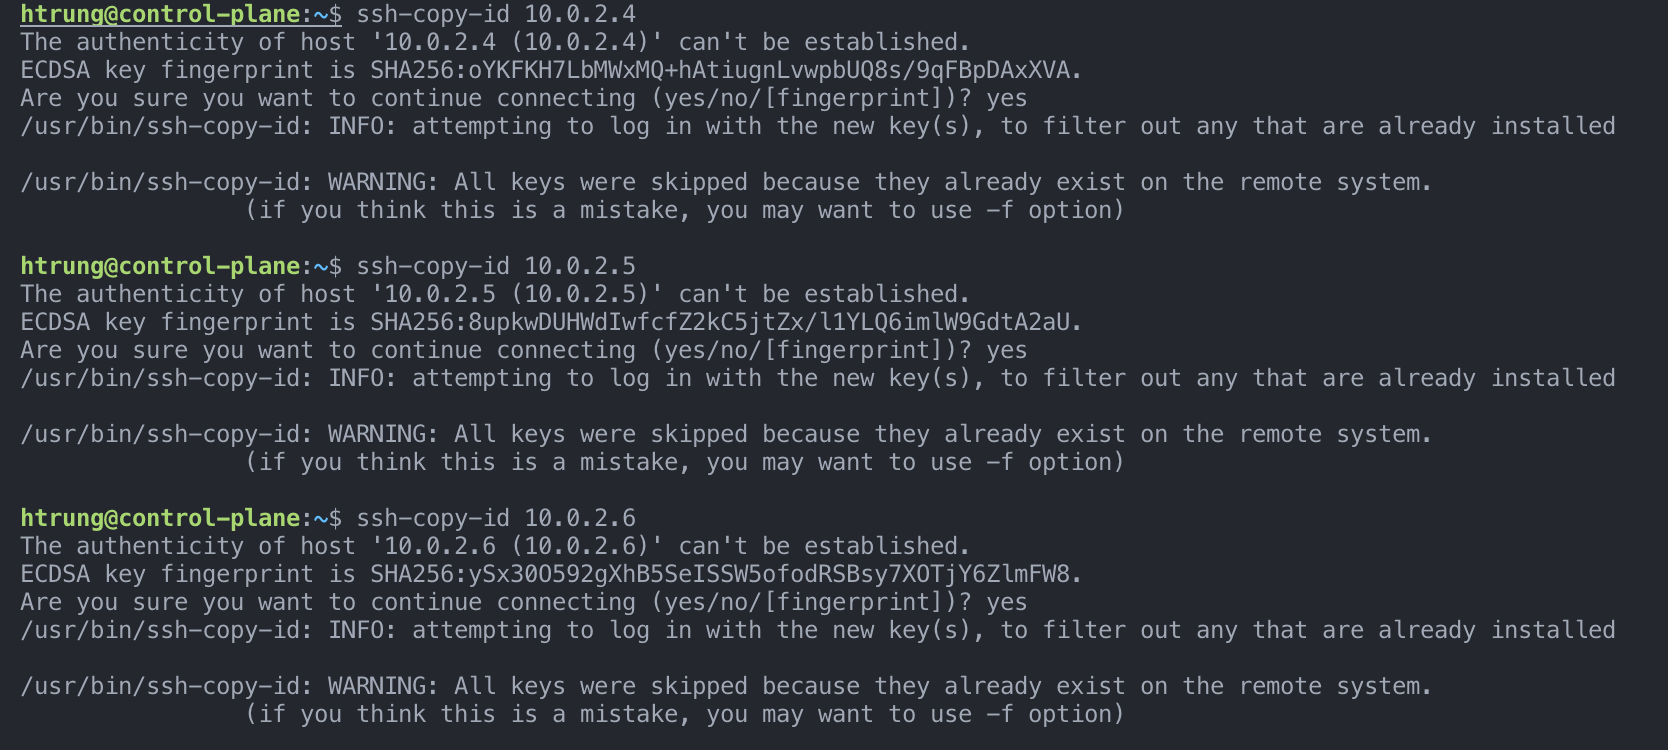 htrung@control-plane:~$ ssh-copy-id 10.0.2.4
The authenticity of host '10.0.2.4 (10.0.2.4)' can't be established.
ECDSA key fingerprint is SHA256:oYKFKH7LbMWxMQ+hAtiugnLvwpbUQ8s/9qFBpDAxXVA.
Are you sure you want to continue connecting (yes/no/[fingerprint])? yes
/usr/bin/ssh-copy-id: INFO: attempting to log in with the new key(s), to filter out any that are already installed
/usr/bin/ssh-copy-id: WARNING: All keys were skipped because they already exist on the remote system.
(if you think this is a mistake, you may want to use -f option)
htrung@control-plane:~$ ssh-copy-id 10.0.2.5
The authenticity of host '10.0.2.5 (10.0.2.5)' can't be established.
ECDSA key fingerprint is SHA256:8upkwDUHWdIwfcfZ2kC5jtZx/l1YLQ6imlW9GdtA2aU.
Are you sure you want to continue connecting (yes/no/[fingerprint])? yes
/usr/bin/ssh-copy-id: INFO: attempting to log in with the new key(s), to filter out any that are already installed
/usr/bin/ssh-copy-id: WARNING: All keys were skipped because they already exist on the remote system.
(if you think this is a mistake, you may want to use -f option)
htrung@control-plane:~$ ssh-copy-id 10.0.2.6
The authenticity of host '10.0.2.6 (10.0.2.6)' can't be established.
ECDSA key fingerprint is SHA256:ySx30O592gXhB5SeISSW5ofodRSBsy7XOTjY6ZlmFW8.
Are you sure you want to continue connecting (yes/no/[fingerprint])? yes
/usr/bin/ssh-copy-id: INFO: attempting to log in with the new key(s), to filter out any that are already installed
/usr/bin/ssh-copy-id: WARNING: All keys were skipped because they already exist on the remote system.
(if you think this is a mistake, you may want to use -f option)